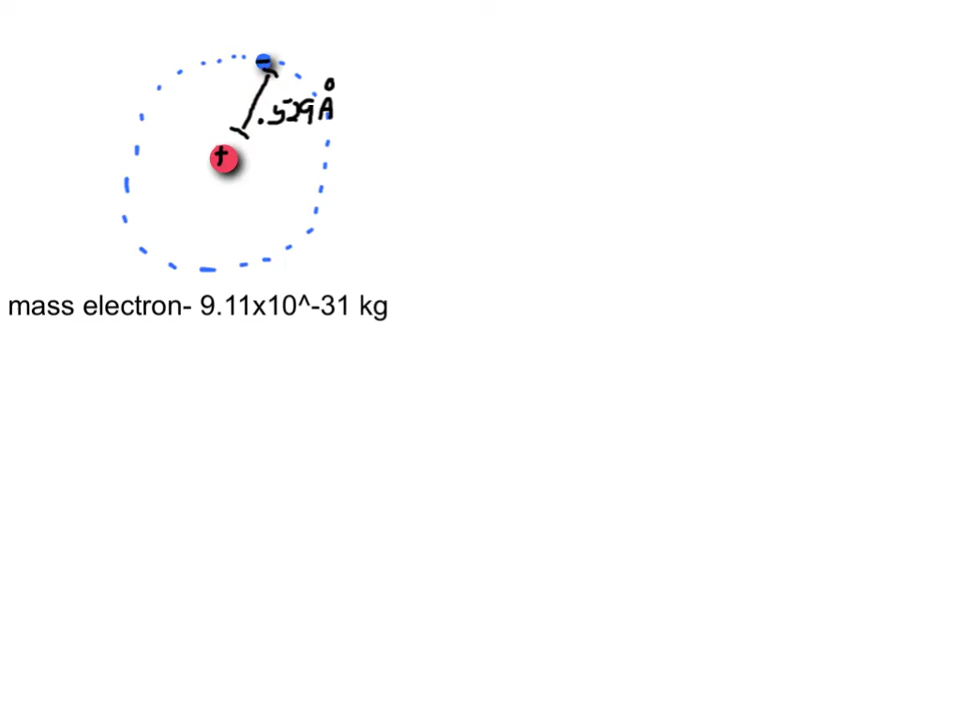 -
.529 Å
+
mass electron- 9.11x10^-31 kg